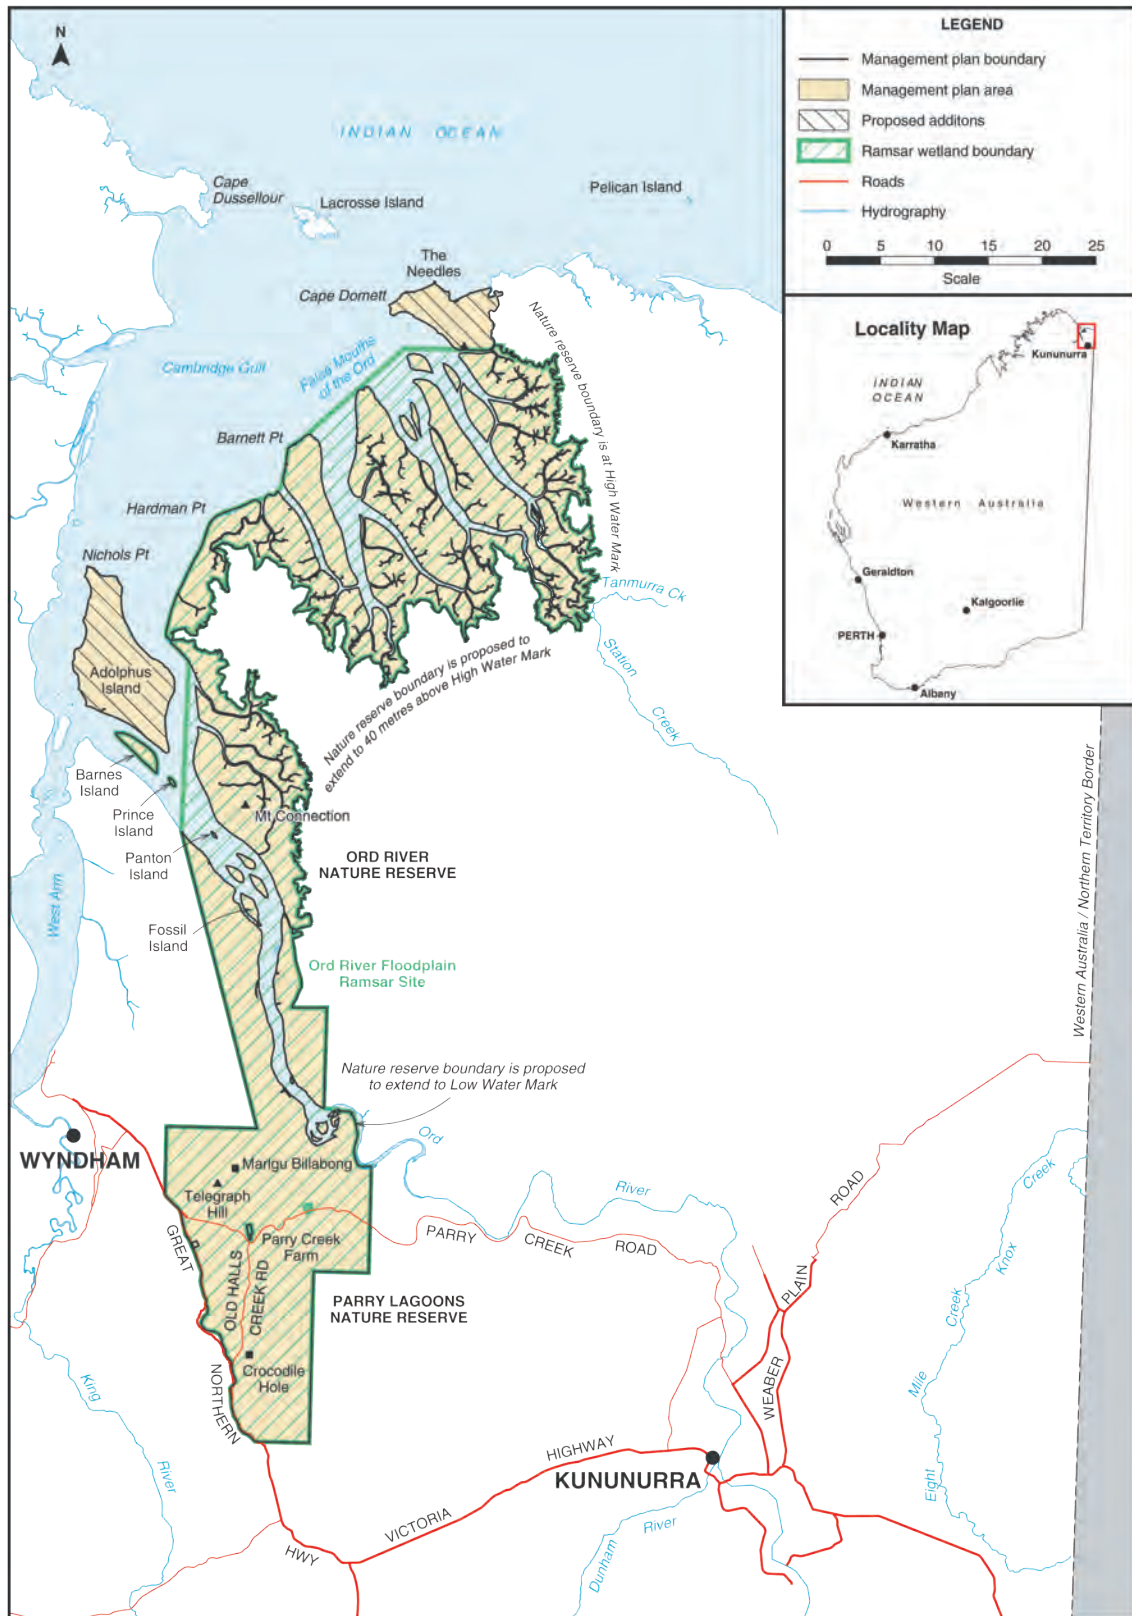 N
INDIAN OCEAN
Cape
Dussellour
Lacrosse Island
Pelican Island
The
Needles
Cape Domett
Cambridge Gulf
False Mouths
of the Ord
Nature reserve boundary is at High Water Mark
Barnett Pt
Hardman Pt
Nichols Pt
Tanmurra Ck
Station
Creek
Nature reserve boundary is proposed to
extend to 40 metres above High Water Mark
Adolphus
Island
Barnes
Island
Prince
Island
Mt Connection
Panton
Island
ORD RIVER
NATURE RESERVE
West Arm
Fossil
Island
Ord River Floodplain
Ramsar Site
Nature reserve boundary is proposed
to extend to Low Water Mark
Western Australia / Northern Territory Border
WYNDHAM
Ord
River
Marlgu Billabong
Telegraph
Hill
Parry Creek
Farm
PARRY CREEK ROAD
GREAT
NORTHERN
HWY
OLD HALLS
CREEK RD
PARRY LAGOONS
NATURE RESERVE
Crocodile
Hole
King
River
VICTORIA
HIGHWAY
KUNUNURRA
Dunham
River
WEABER
PLAIN
ROAD
Knox
Creek
Eight
Mile
Creek
LEGEND
Management plan boundary
Management plan area
Proposed additons
Ramsar wetland boundary
Roads
Hydrography
0 5 10 15 20 25
Scale
Locality Map
Kununurra
INDIAN
OCEAN
Karratha
Western Australia
Geraldton
Kalgoorlie
PERTH
Albany